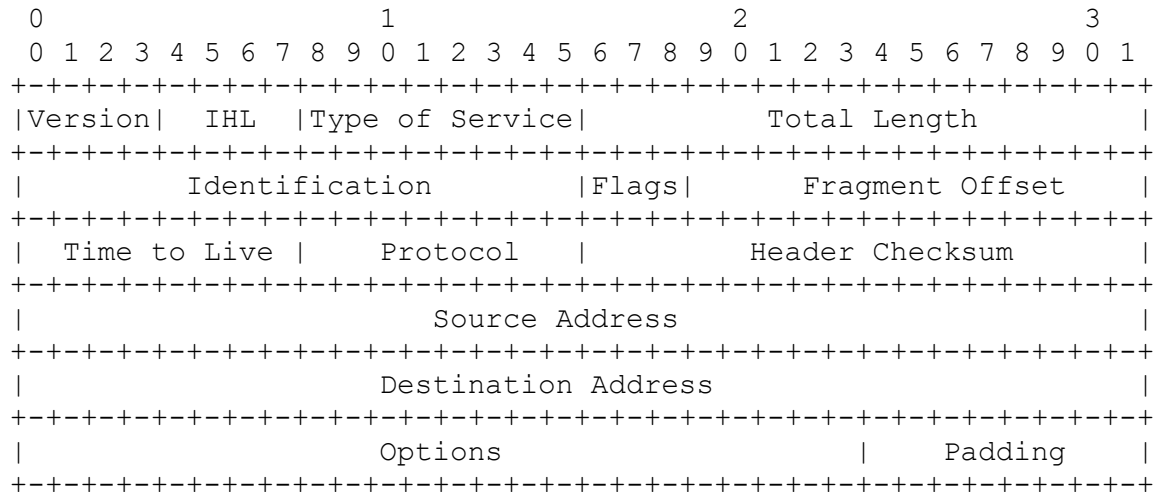 0                   1                   2                   3
 0 1 2 3 4 5 6 7 8 9 0 1 2 3 4 5 6 7 8 9 0 1 2 3 4 5 6 7 8 9 0 1
+-+-+-+-+-+-+-+-+-+-+-+-+-+-+-+-+-+-+-+-+-+-+-+-+-+-+-+-+-+-+-+-+
|Version|  IHL  |Type of Service|          Total Length         |
+-+-+-+-+-+-+-+-+-+-+-+-+-+-+-+-+-+-+-+-+-+-+-+-+-+-+-+-+-+-+-+-+
|         Identification        |Flags|      Fragment Offset    |
+-+-+-+-+-+-+-+-+-+-+-+-+-+-+-+-+-+-+-+-+-+-+-+-+-+-+-+-+-+-+-+-+
|  Time to Live |    Protocol   |         Header Checksum       |
+-+-+-+-+-+-+-+-+-+-+-+-+-+-+-+-+-+-+-+-+-+-+-+-+-+-+-+-+-+-+-+-+
|                       Source Address                          |
+-+-+-+-+-+-+-+-+-+-+-+-+-+-+-+-+-+-+-+-+-+-+-+-+-+-+-+-+-+-+-+-+
|                    Destination Address                        |
+-+-+-+-+-+-+-+-+-+-+-+-+-+-+-+-+-+-+-+-+-+-+-+-+-+-+-+-+-+-+-+-+
|                    Options                    |    Padding    |
+-+-+-+-+-+-+-+-+-+-+-+-+-+-+-+-+-+-+-+-+-+-+-+-+-+-+-+-+-+-+-+-+